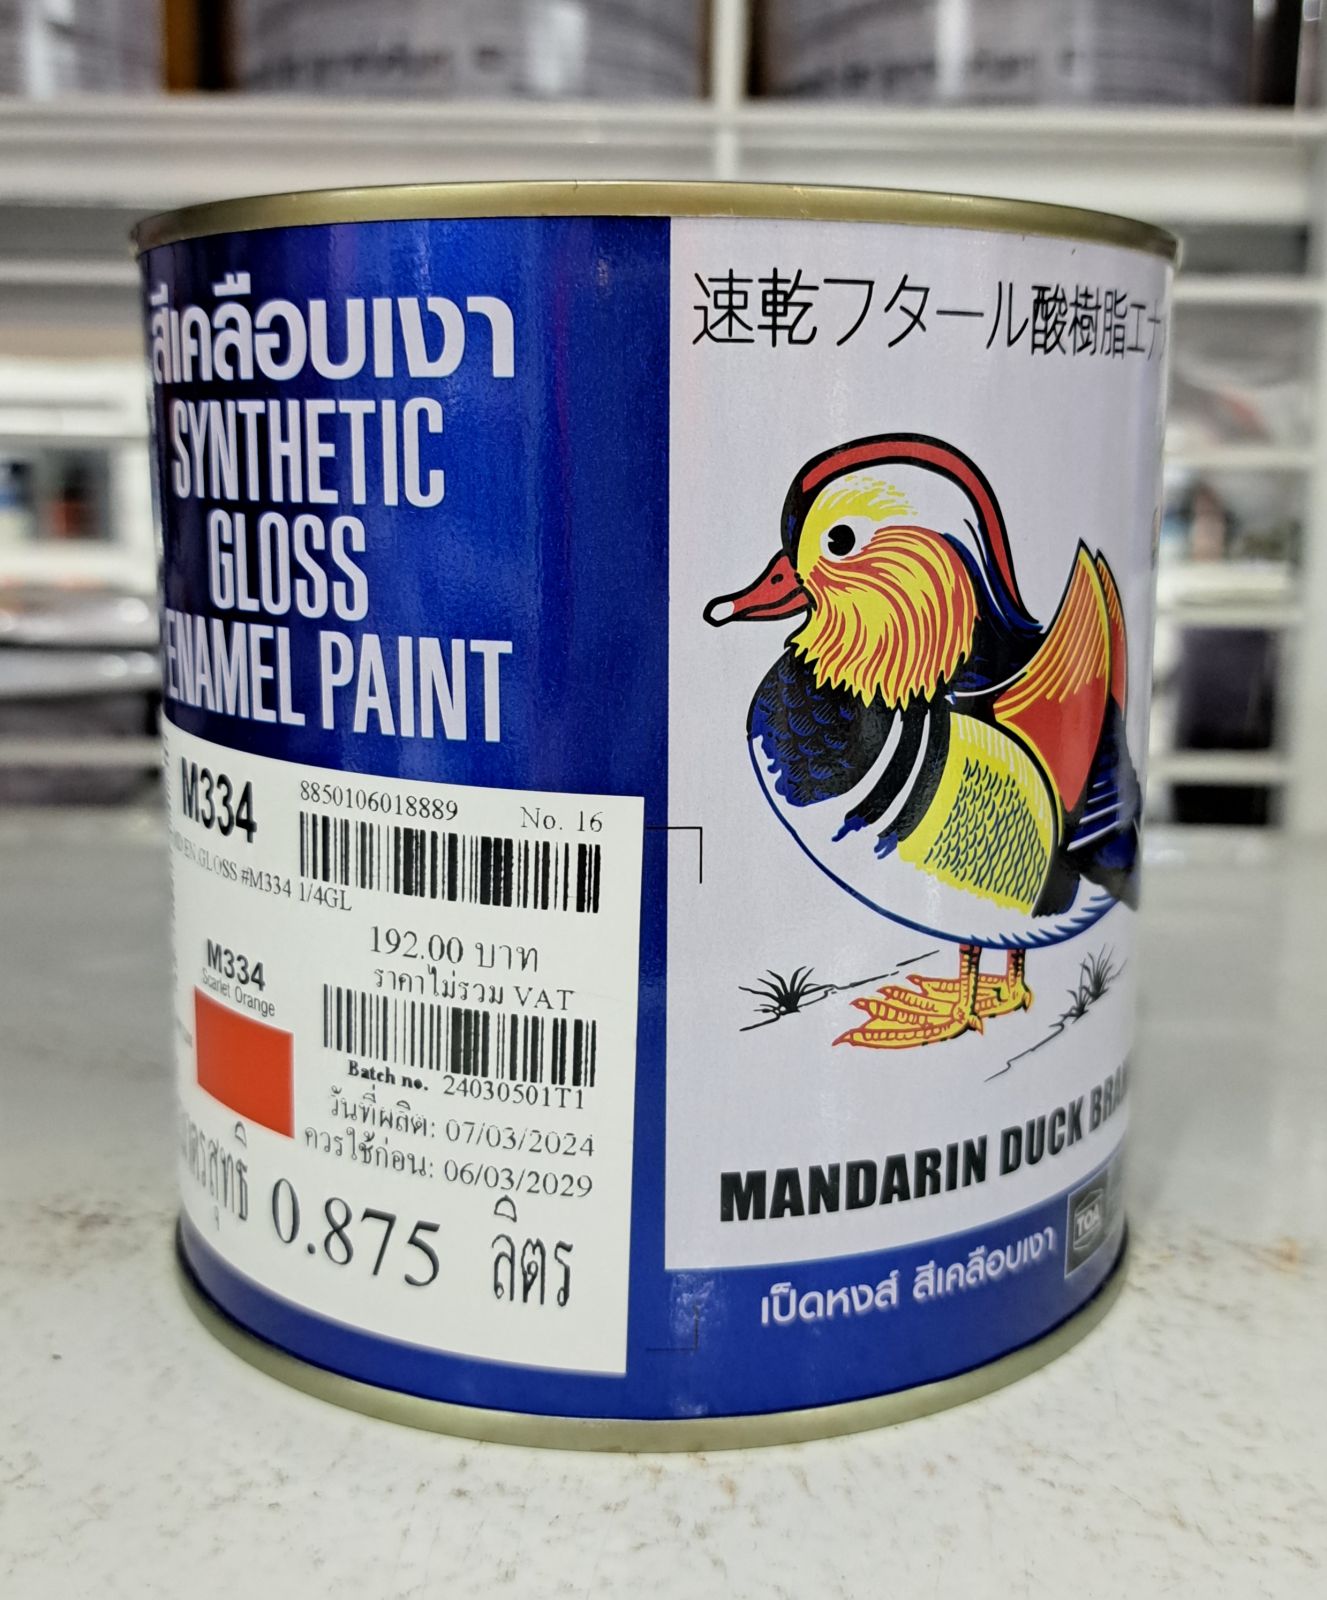 สีเคลือบเงา
SYNTHETIC
GLOSS
ENAMEL PAINT
M334
8850106018889 No. 16
EN.GLOSS #M334 1/4GL
192.00 บาท
ราคาไม่รวม VAT
M334
Scarlet Orange
Batch no. 24030501T1
วันที่ผลิต: 07/03/2024
ควรใช้ก่อน: 06/03/2029
0.875 ลิตร
速乾フタール酸樹脂エナ
MANDARIN DUCK
TOA
เป็ดหงส์ สีเคลือบเงา